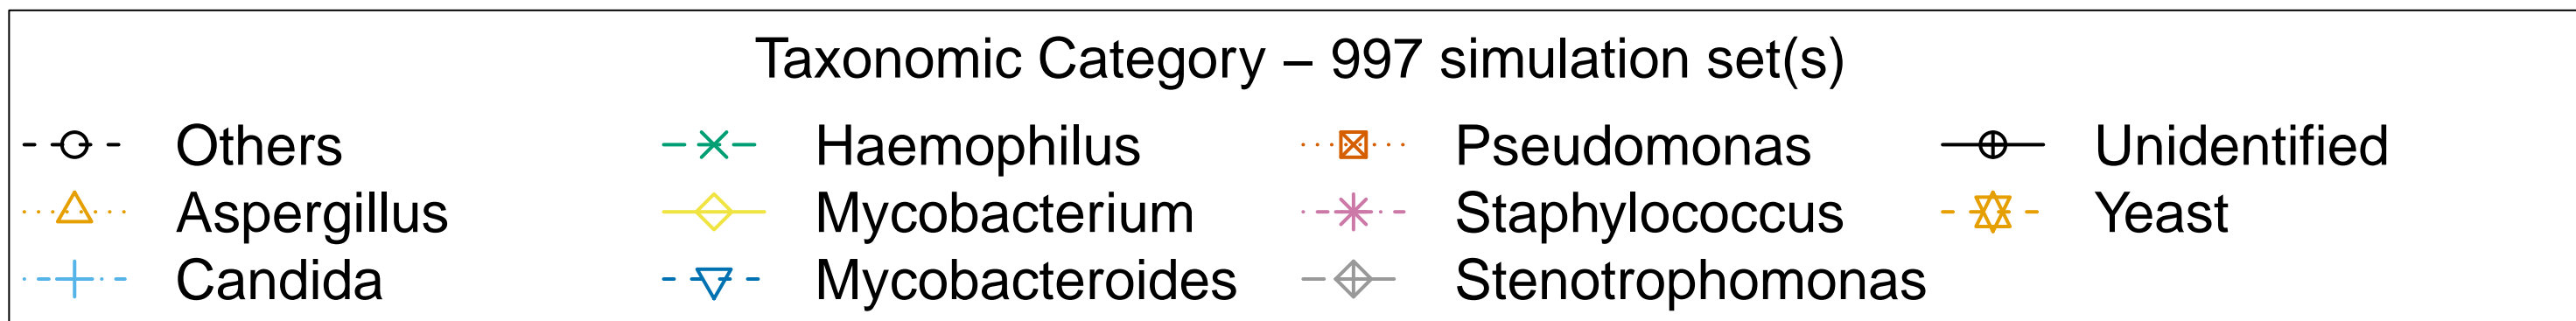 Taxonomic Category – 997 simulation set(s)
Others Haemophilus Pseudomonas Unidentified
Aspergillus Mycobacterium Staphylococcus Yeast
Candida Mycobacteroides Stenotrophomonas